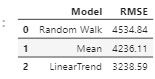 :
Model RMSE
0 Random Walk 4534.84
1 Mean 4236.11
2 LinearTrend 3238.59